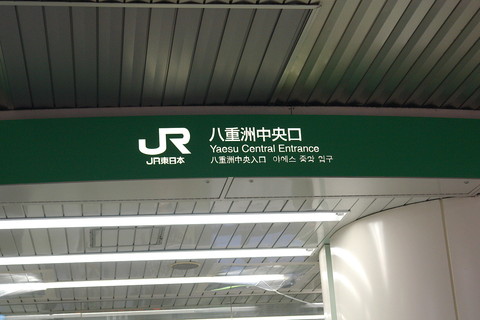 JR
JR東日本
八重洲中央口
Yaesu Central Entrance
八重洲中央入口 야에스 중앙 입구